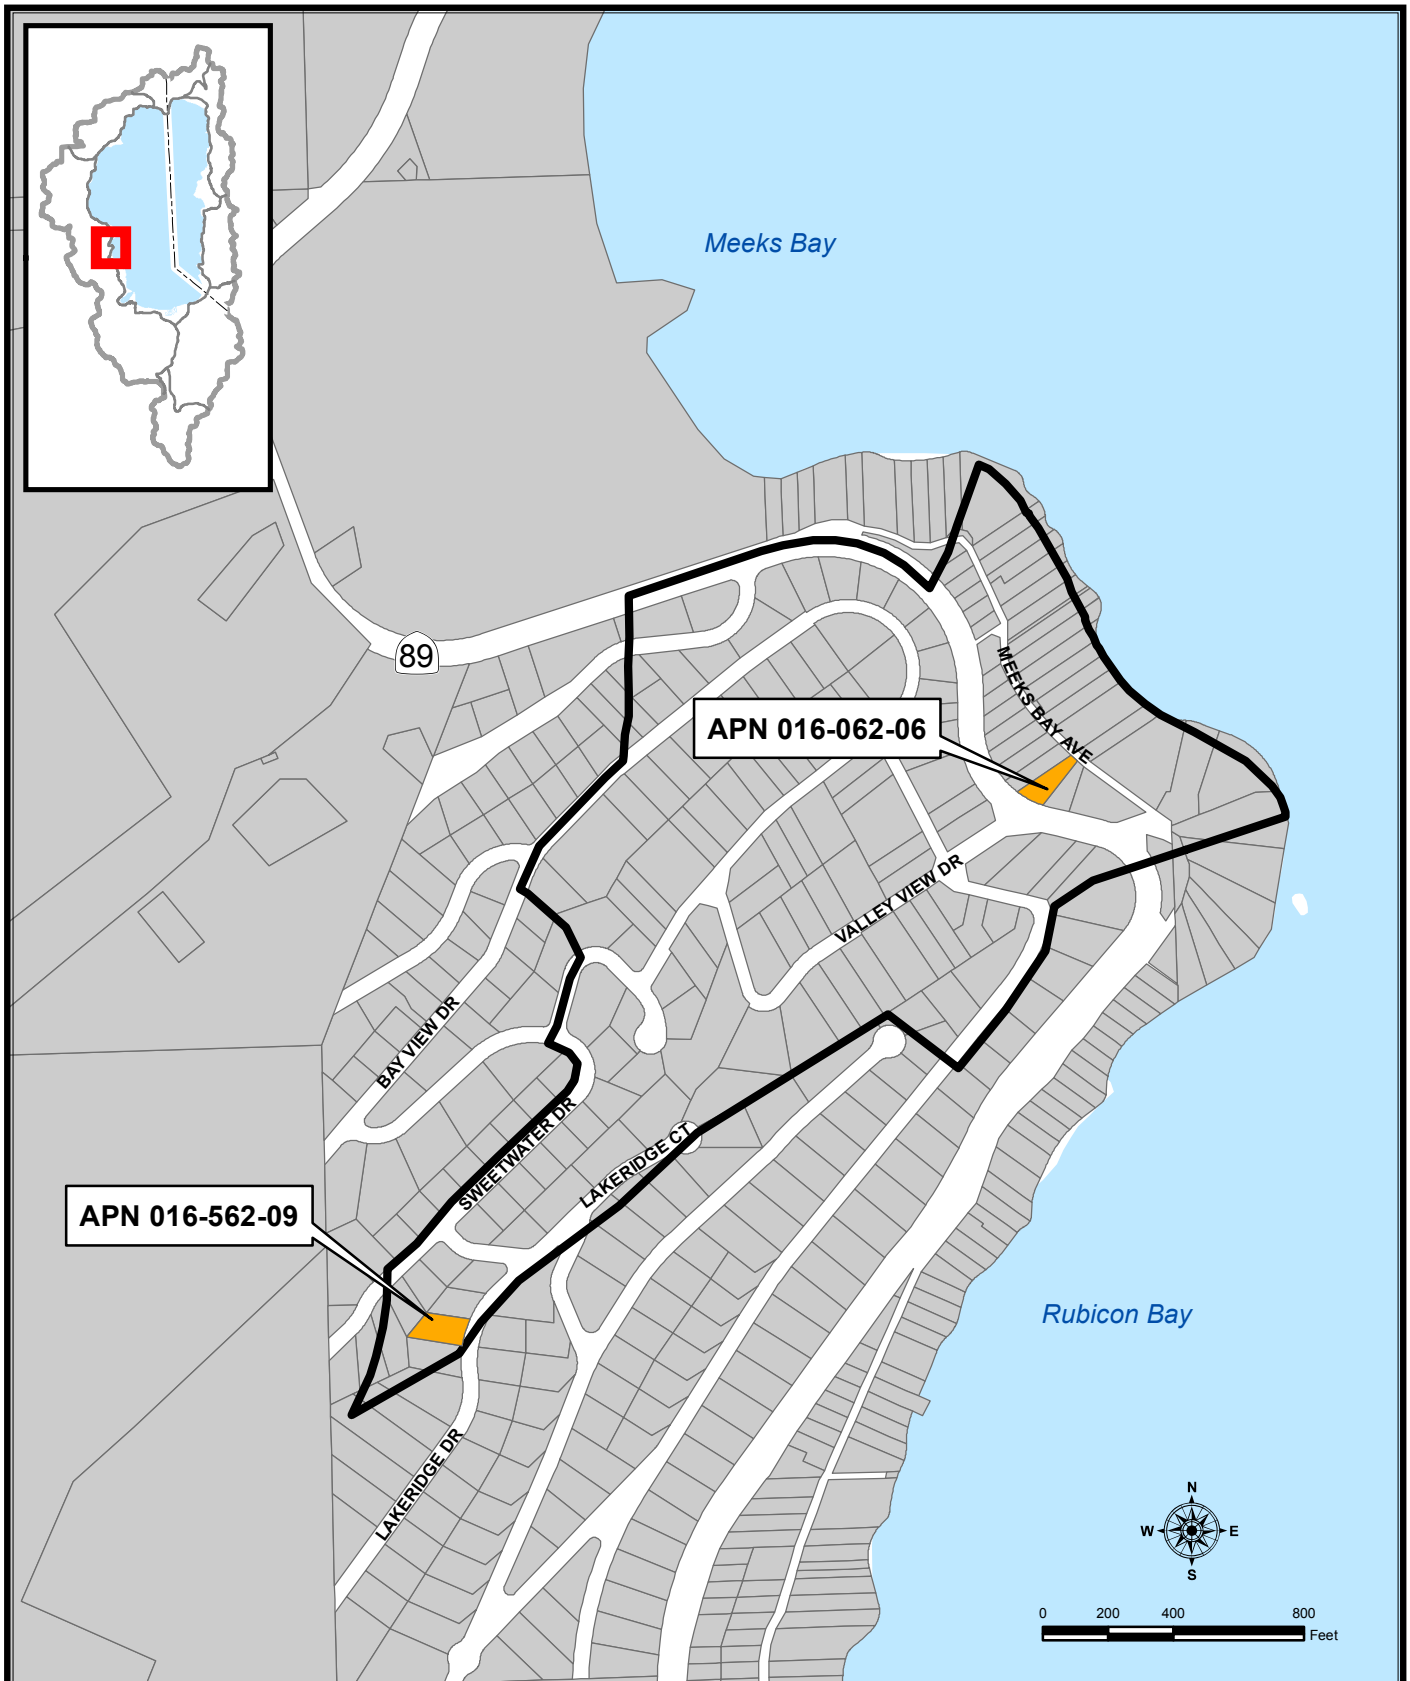 Meeks Bay
89
MEEKS BAY AVE
APN 016-062-06
VALLEY VIEW DR
BAY VIEW DR
SWEETWATER DR
LAKERIDGE CT
APN 016-562-09
Rubicon Bay
LAKERIDGE DR
N
W E
S
0 200 400 800
Feet